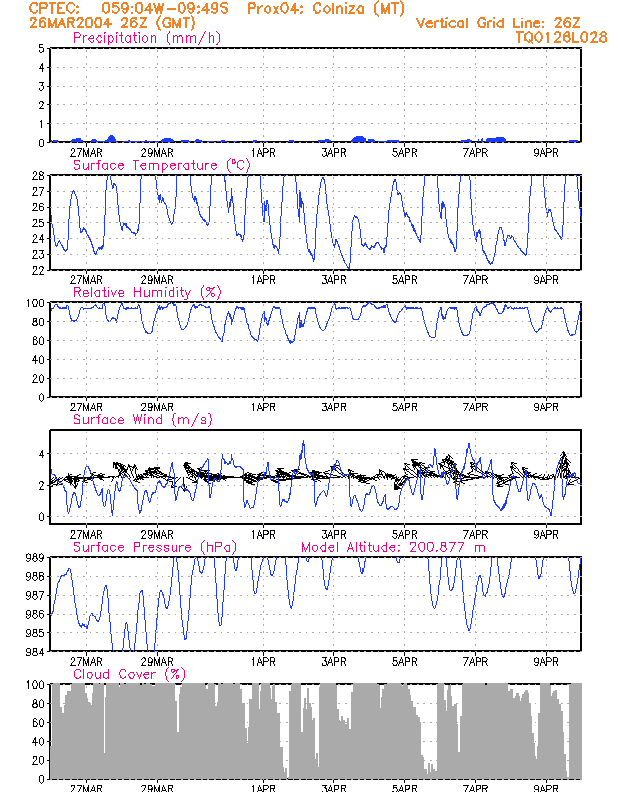 CPTEC: 059:04W-09:49S Prox04: Colniza (MT)
26MAR2004 26Z (GMT) Vertical Grid Line: 26Z
Precipitation (mm/h) TQ0126L028
5
4
3
2
1
0
27MAR 29MAR 1APR 3APR 5APR 7APR 9APR
Surface Temperature (ºC)
28
27
26
25
24
23
22
27MAR 29MAR 1APR 3APR 5APR 7APR 9APR
Relative Humidity (%)
100
80
60
40
20
0
27MAR 29MAR 1APR 3APR 5APR 7APR 9APR
Surface Wind (m/s)
4
2
0
27MAR 29MAR 1APR 3APR 5APR 7APR 9APR
Surface Pressure (hPa) Model Altitude: 200.877 m
989
988
987
986
985
984
27MAR 29MAR 1APR 3APR 5APR 7APR 9APR
Cloud Cover (%)
100
80
60
40
20
0
27MAR 29MAR 1APR 3APR 5APR 7APR 9APR